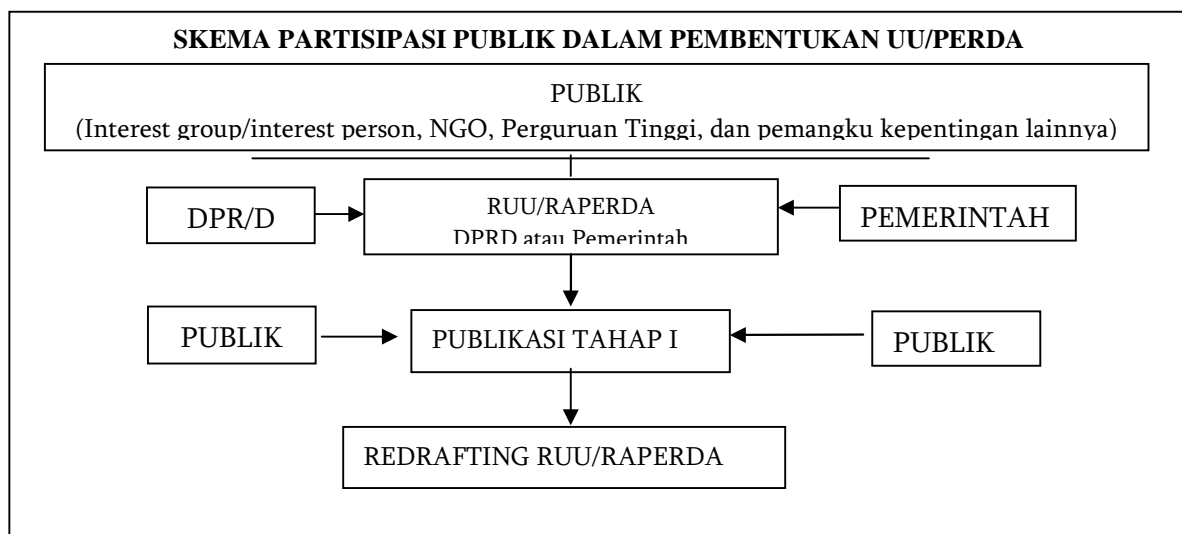 SKEMA PARTISIPASI PUBLIK DALAM PEMBENTUKAN UU/PERDA
PUBLIK
(Interest group/interest person, NGO, Perguruan Tinggi, dan pemangku kepentingan lainnya)
DPR/D
RUU/RAPERDA
DPRD atau Pemerintah
PEMERINTAH
PUBLIK
PUBLIKASI TAHAP I
PUBLIK
REDRAFTING RUU/RAPERDA